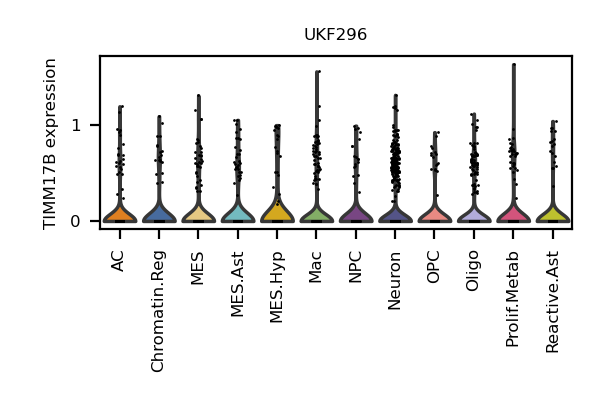 UKF296
TIMM17B expression
1
0
AC
Chromatin.Reg
MES
MES.Ast
MES.Hyp
Mac
NPC
Neuron
OPC
Oligo
Prolif.Metab
Reactive.Ast